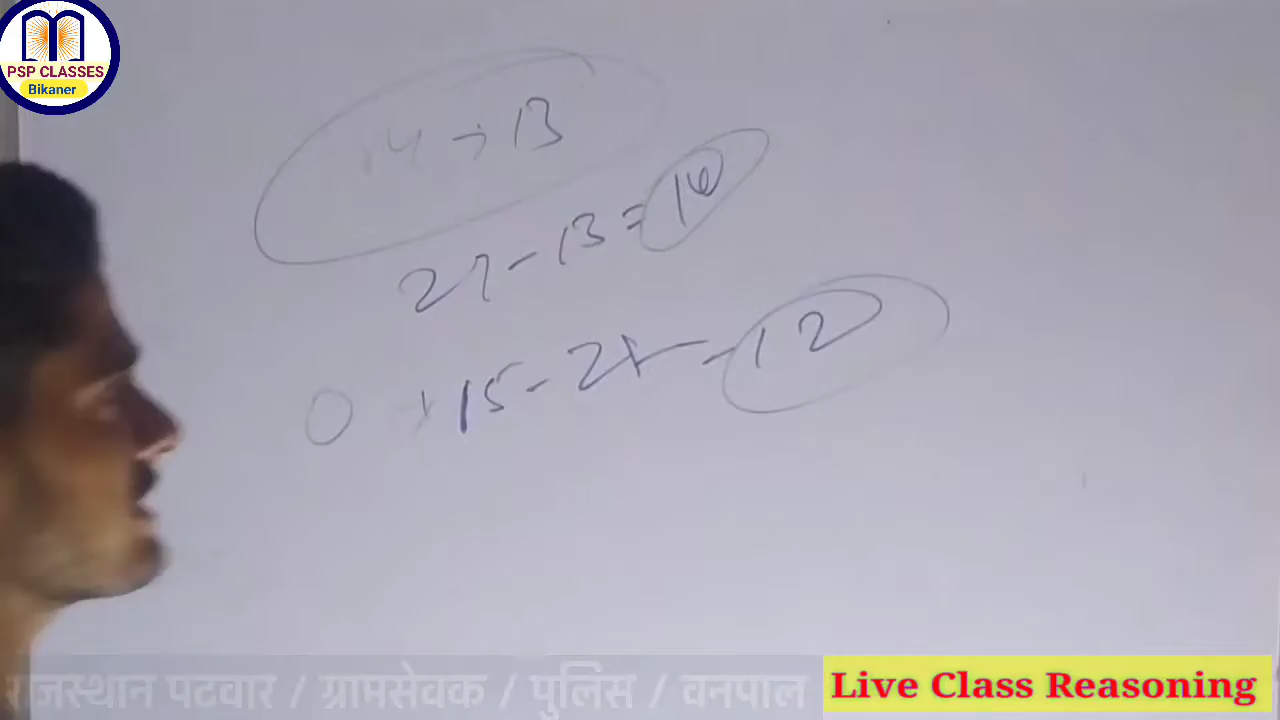 PSP CLASSES
Bikaner
14 → 13
27 - 13 = 14
0 + 15 - 27 - 12
राजस्थान पटवार / ग्रामसेवक / पुलिस / वनपाल
Live Class Reasoning